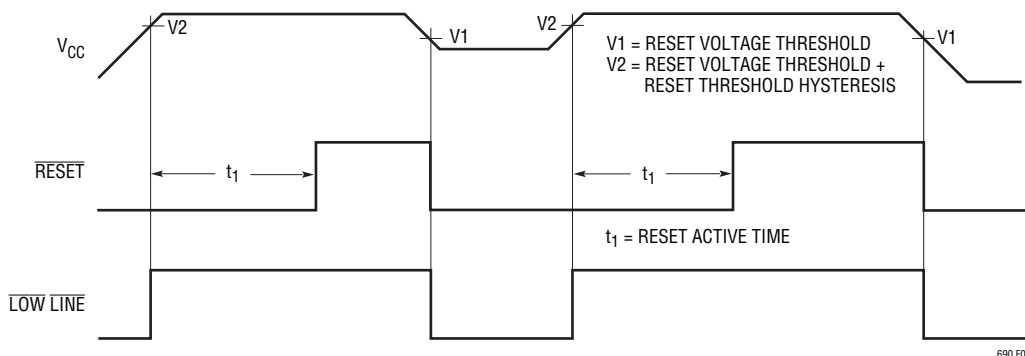 V2
V1
V2
V1
VCC
V1 = RESET VOLTAGE THRESHOLD
V2 = RESET VOLTAGE THRESHOLD +
RESET THRESHOLD HYSTERESIS
RESET
t1
t1
t1 = RESET ACTIVE TIME
LOW LINE